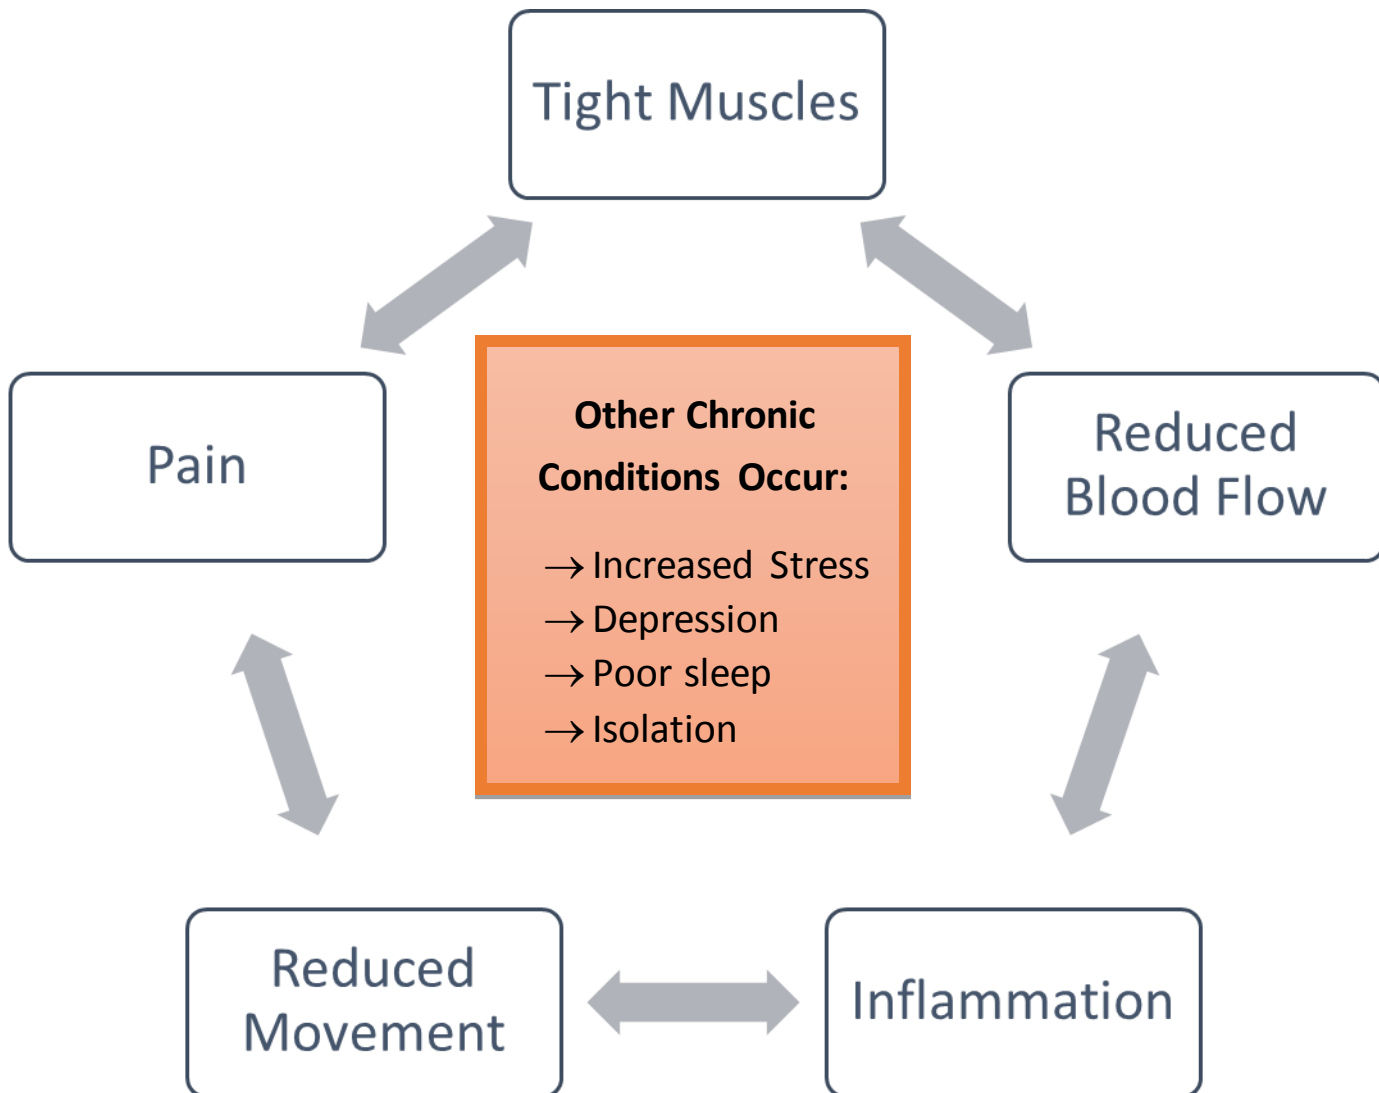 Tight Muscles
Pain
Other Chronic
Conditions Occur:
→ Increased Stress
→ Depression
→ Poor sleep
→ Isolation
Reduced
Blood Flow
Reduced
Movement
Inflammation